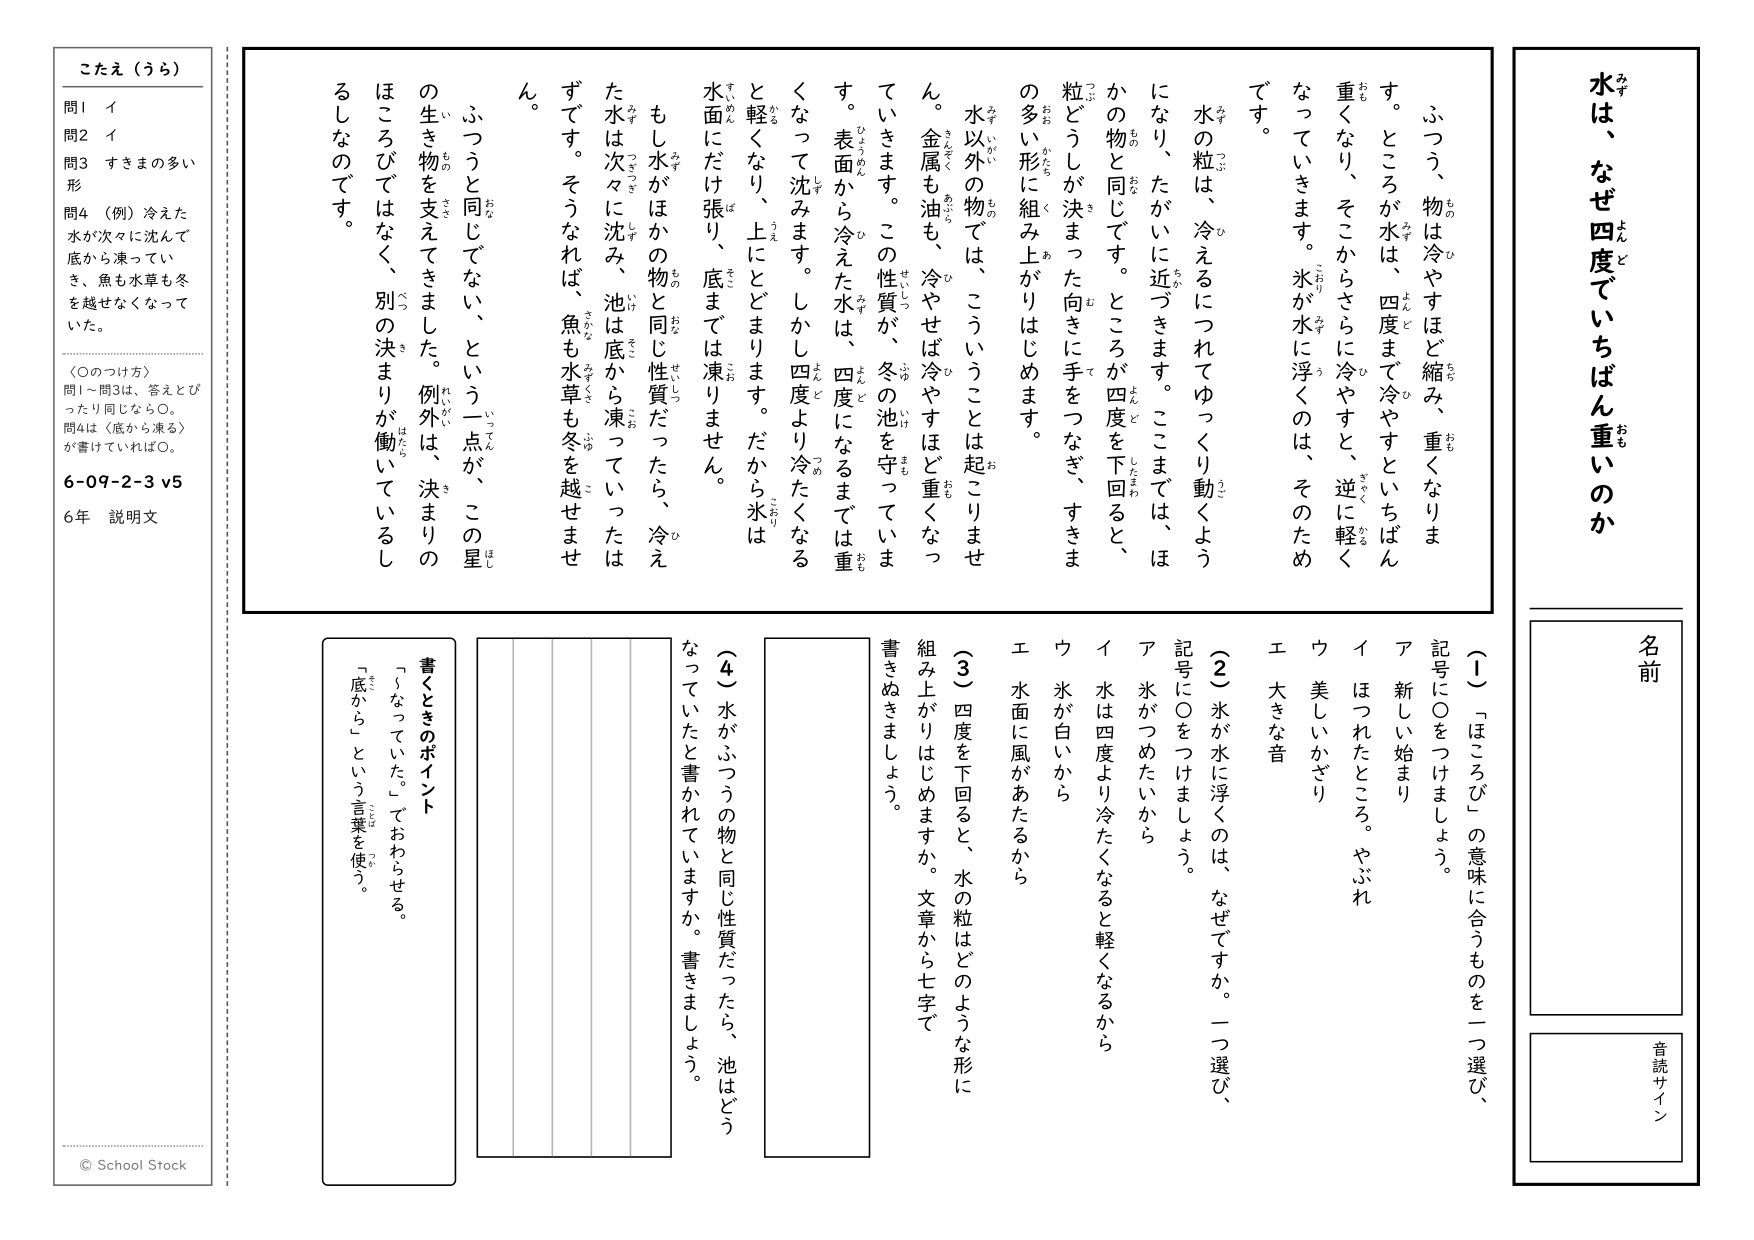 水は、なぜ四度でいちばん重いのか
名前
音読サイン
ふつう、物は冷やすほど縮み、重くなりま
す。ところが水は、四度まで冷やすといちばん
重くなり、そこからさらに冷やすと、逆に軽く
なっていきます。氷が水に浮くのは、そのため
です。
水の粒は、冷えるにつれてゆっくり動くよう
になり、たがいに近づきます。ここまでは、ほ
かの物と同じです。ところが四度を下回ると、
粒どうしが決まった向きに手をつなぎ、すきま
の多い形に組み上がりはじめます。
水以外の物では、こういうことは起こりませ
ん。金属も油も、冷やせば冷やすほど重くなっ
ていきます。この性質が、冬の池を守っていま
す。表面から冷えた水は、四度になるまでは重
くなって沈みます。しかし四度より冷たくなる
と軽くなり、上にとどまります。だから氷は
水面にだけ張り、底までは凍りません。
もし水がほかの物と同じ性質だったら、冷え
た水は次々に沈み、池は底から凍っていったは
ずです。そうなれば、魚も水草も冬を越せませ
ん。
ふつうと同じでない、という一点が、この星
の生き物を支えてきました。例外は、決まりの
ほころびではなく、別の決まりが働いているし
るしなのです。
(1)「ほころび」の意味に合うものを一つ選び、
記号に〇をつけましょう。
ア 新しい始まり
イ ほつれたところ。やぶれ
ウ 美しいかざり
エ 大きな音
(2)氷が水に浮くのは、なぜですか。一つ選び、
記号に〇をつけましょう。
ア 氷がつめたいから
イ 水は四度より冷たくなると軽くなるから
ウ 氷が白いから
エ 水面に風があたるから
(3)四度を下回ると、水の粒はどのような形に
組み上がりはじめますか。文章から七字で
書きぬきましょう。
(4)水がふつうの物と同じ性質だったら、池はどう
なっていたと書かれていますか。書きましょう。
書くときのポイント
「〜なっていた。」でおわらせる。
「底から」という言葉を使う。
こたえ（うら）
問1 イ
問2 イ
問3 すきまの多い
形
問4 （例）冷えた
水が次々に沈んで
底から凍ってい
き、魚も水草も冬
を越せなくなって
いた。
〈〇のつけ方〉
問1〜問3は、答えとぴ
ったり同じなら〇。
問4は〈底から凍る〉
が書けていれば〇。
6-09-2-3 v5
6年 説明文
© School Stock